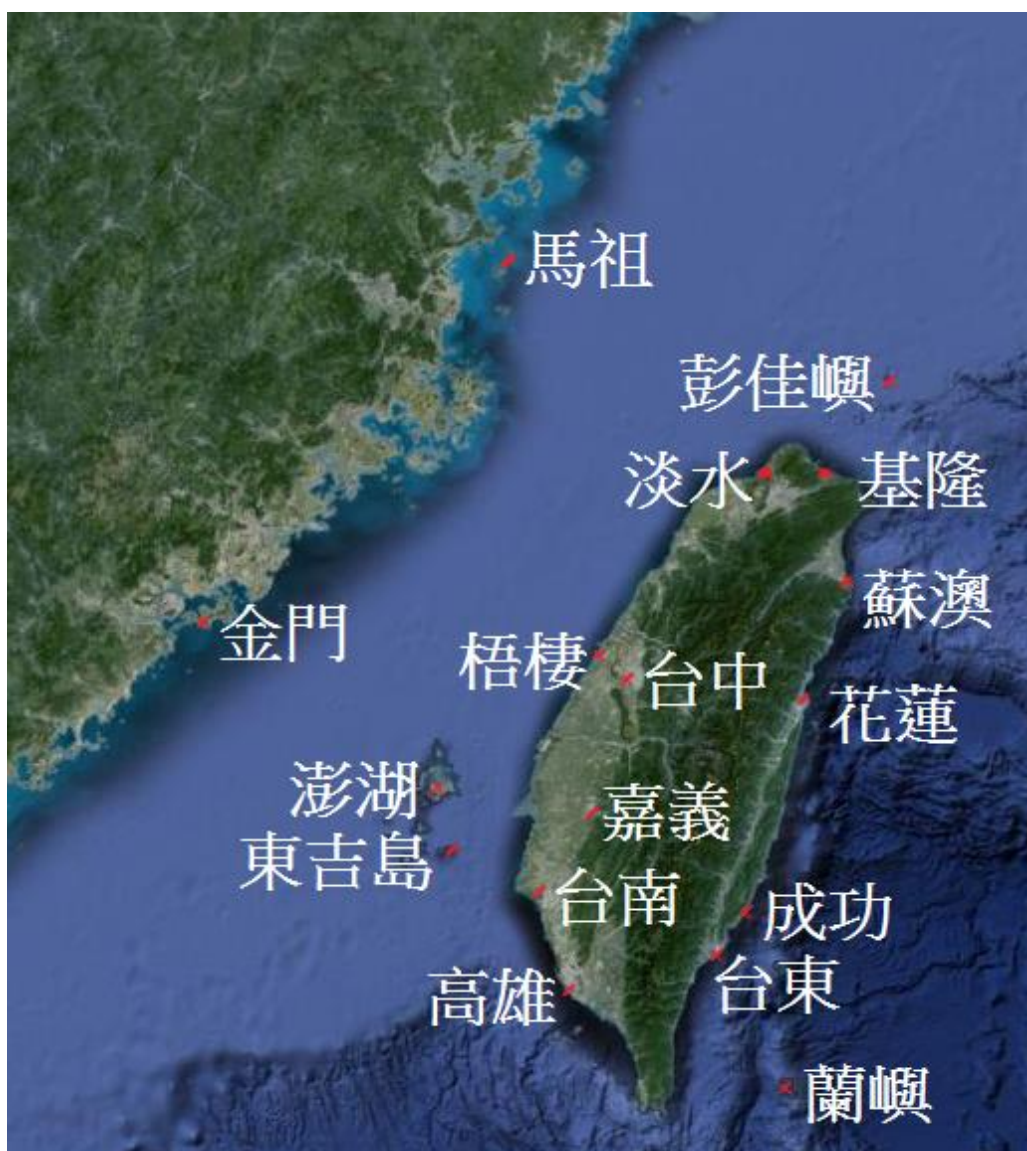 馬祖
彭佳嶼
淡水
基隆
蘇澳
金門
梧棲
台中
花蓮
澎湖
嘉義
東吉島
台南
成功
台東
高雄
蘭嶼